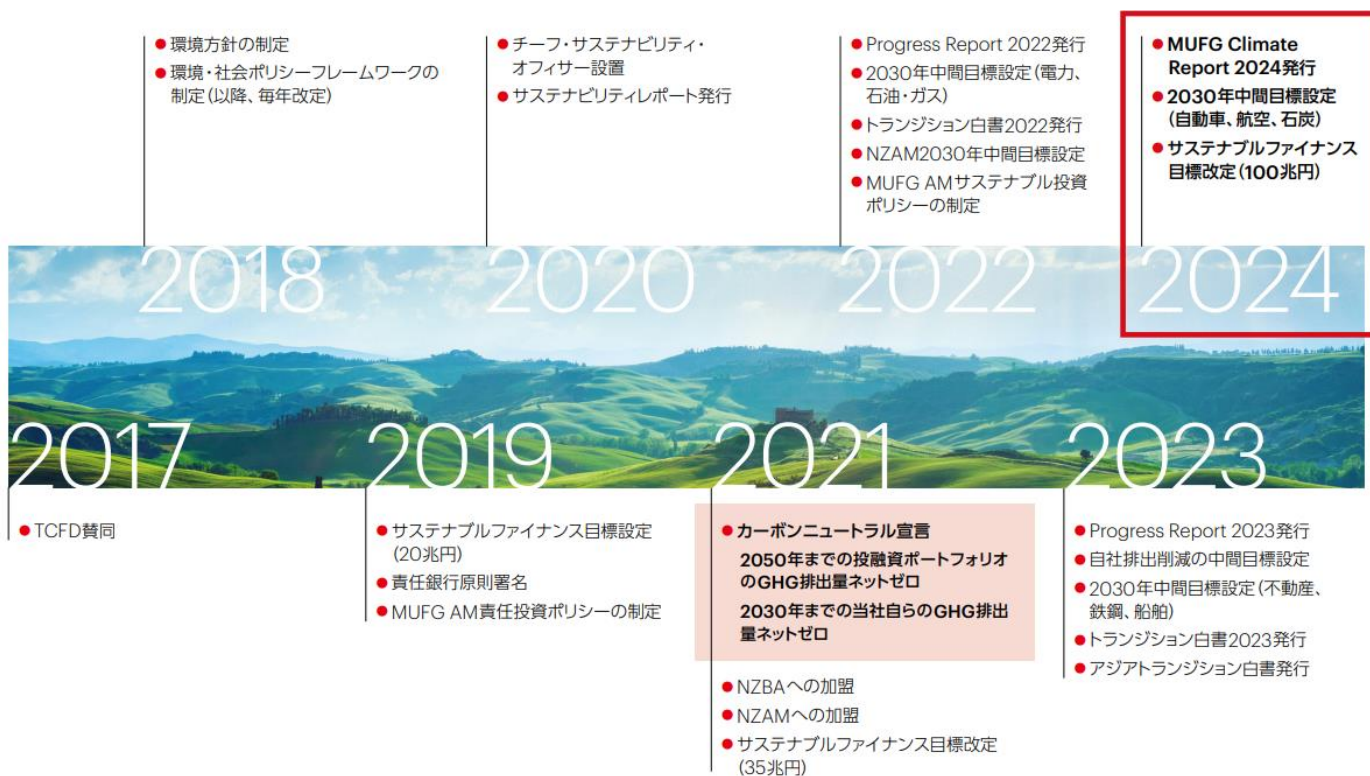 ● 環境方針の制定
● 環境・社会ポリシーフレームワークの
制定(以降、毎年改定)
● チーフ・サステナビリティ・
オフィサー設置
● サステナビリティレポート発行
● Progress Report 2022発行
● 2030年中間目標設定(電力、
石油・ガス)
● トランジション白書2022発行
● NZAM2030年中間目標設定
● MUFG AMサステナブル投資
ポリシーの制定
● MUFG Climate
Report 2024発行
● 2030年中間目標設定
(自動車、航空、石炭)
● サステナブルファイナンス
目標改定(100兆円)
2018
2020
2022
2024
2017
2019
2021
2023
● TCFD賛同
● サステナブルファイナンス目標設定
(20兆円)
● 責任銀行原則署名
● MUFG AM責任投資ポリシーの制定
● カーボンニュートラル宣言
2050年までの投融資ポートフォリオ
のGHG排出量ネットゼロ
2030年までの当社自らのGHG排出
量ネットゼロ
● NZBAへの加盟
● NZAMへの加盟
● サステナブルファイナンス目標改定
(35兆円)
● Progress Report 2023発行
● 自社排出削減の中間目標設定
● 2030年中間目標設定(不動産、
鉄鋼、船舶)
● トランジション白書2023発行
● アジアトランジション白書発行